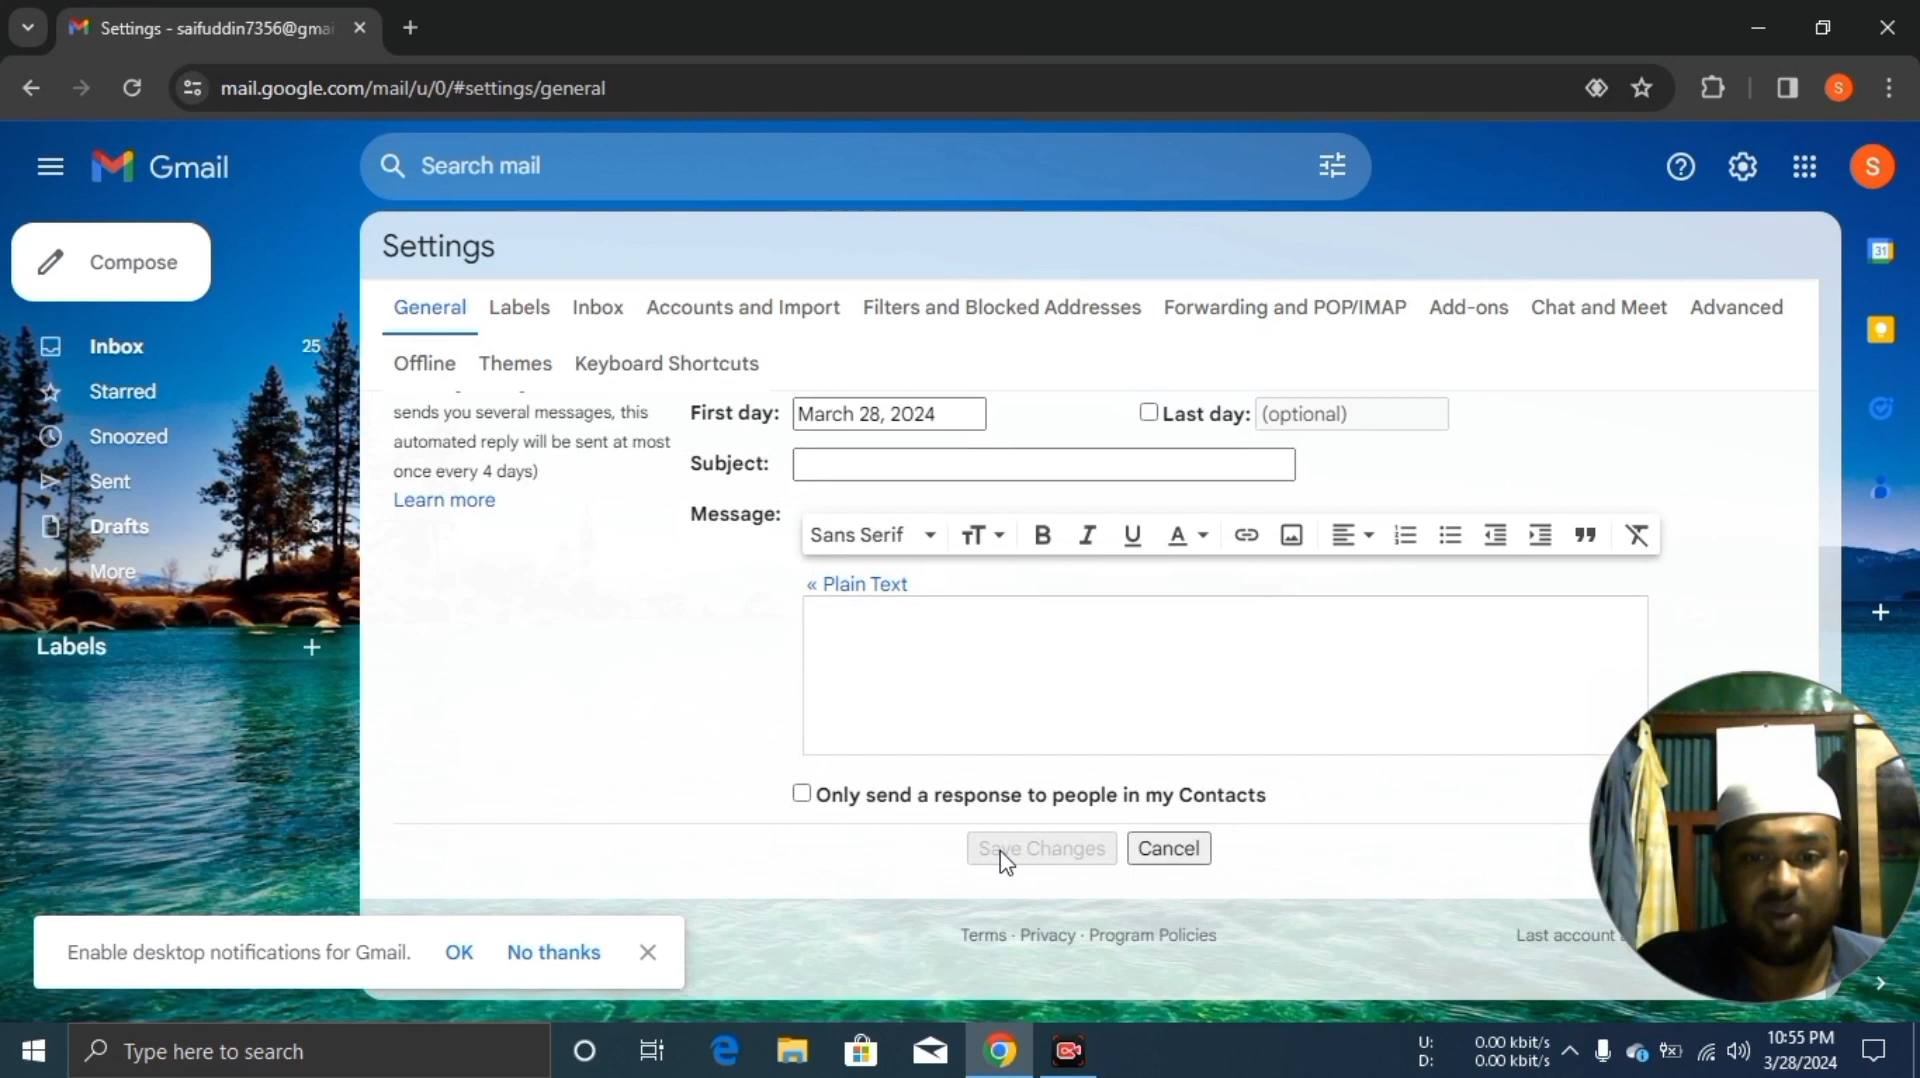 Settings - saifuddin7356@gmai
mail.google.com/mail/u/0/#settings/general
S
Gmail
Search mail
S
Compose
Inbox 25
Starred
Snoozed
Sent
Drafts 3
More
Labels
Settings
General Labels Inbox Accounts and Import Filters and Blocked Addresses Forwarding and POP/IMAP Add-ons Chat and Meet Advanced
Offline Themes Keyboard Shortcuts
sends you several messages, this
automated reply will be sent at most
once every 4 days)
Learn more
First day: March 28, 2024 Last day: (optional)
Subject:
Message:
Sans Serif
« Plain Text
Only send a response to people in my Contacts
Save Changes Cancel
Terms · Privacy · Program Policies
Last account
Enable desktop notifications for Gmail. OK No thanks
31
Type here to search
U: 0.00 kbit/s
D: 0.00 kbit/s
10:55 PM
3/28/2024